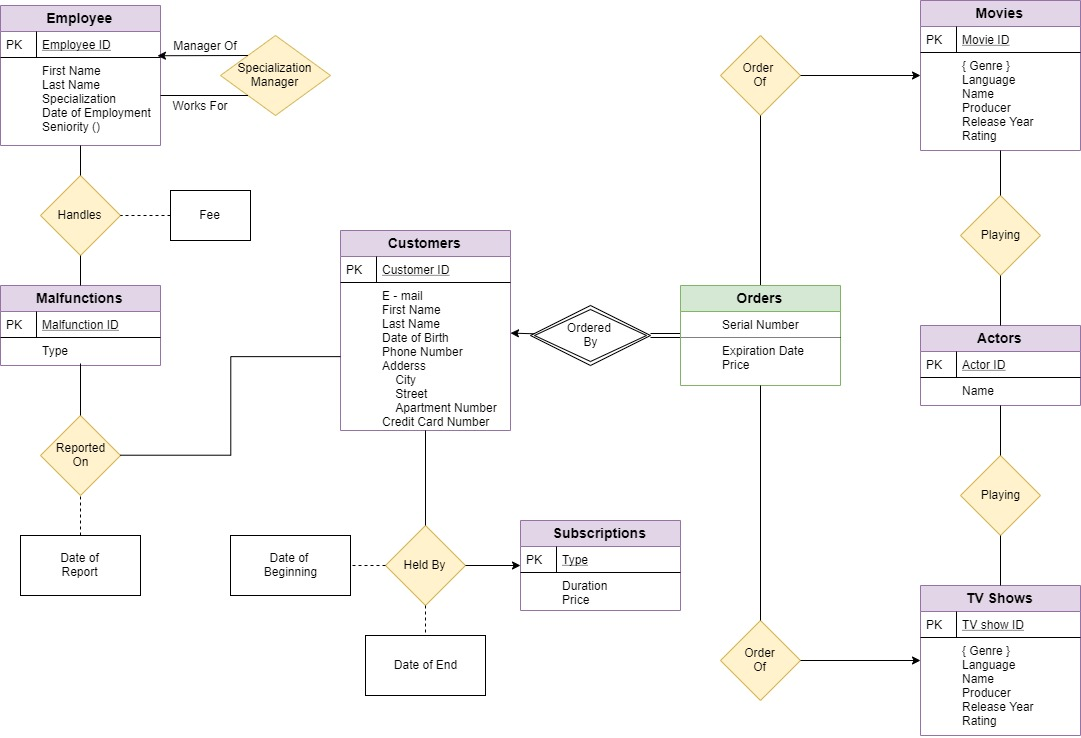 Employee
PK Employee ID
First Name
Last Name
Specialization
Date of Employment
Seniority ()
Manager Of
Specialization
Manager
Works For
Handles
Fee
Malfunctions
PK Malfunction ID
Type
Reported
On
Date of
Report
Customers
PK Customer ID
E - mail
First Name
Last Name
Date of Birth
Phone Number
Adderss
City
Street
Apartment Number
Credit Card Number
Held By
Date of
Beginning
Date of End
Subscriptions
PK Type
Duration
Price
Ordered
By
Orders
Serial Number
Expiration Date
Price
Order
Of
Movies
PK Movie ID
{ Genre }
Language
Name
Producer
Release Year
Rating
Playing
Actors
PK Actor ID
Name
Playing
Order
Of
TV Shows
PK TV show ID
{ Genre }
Language
Name
Producer
Release Year
Rating